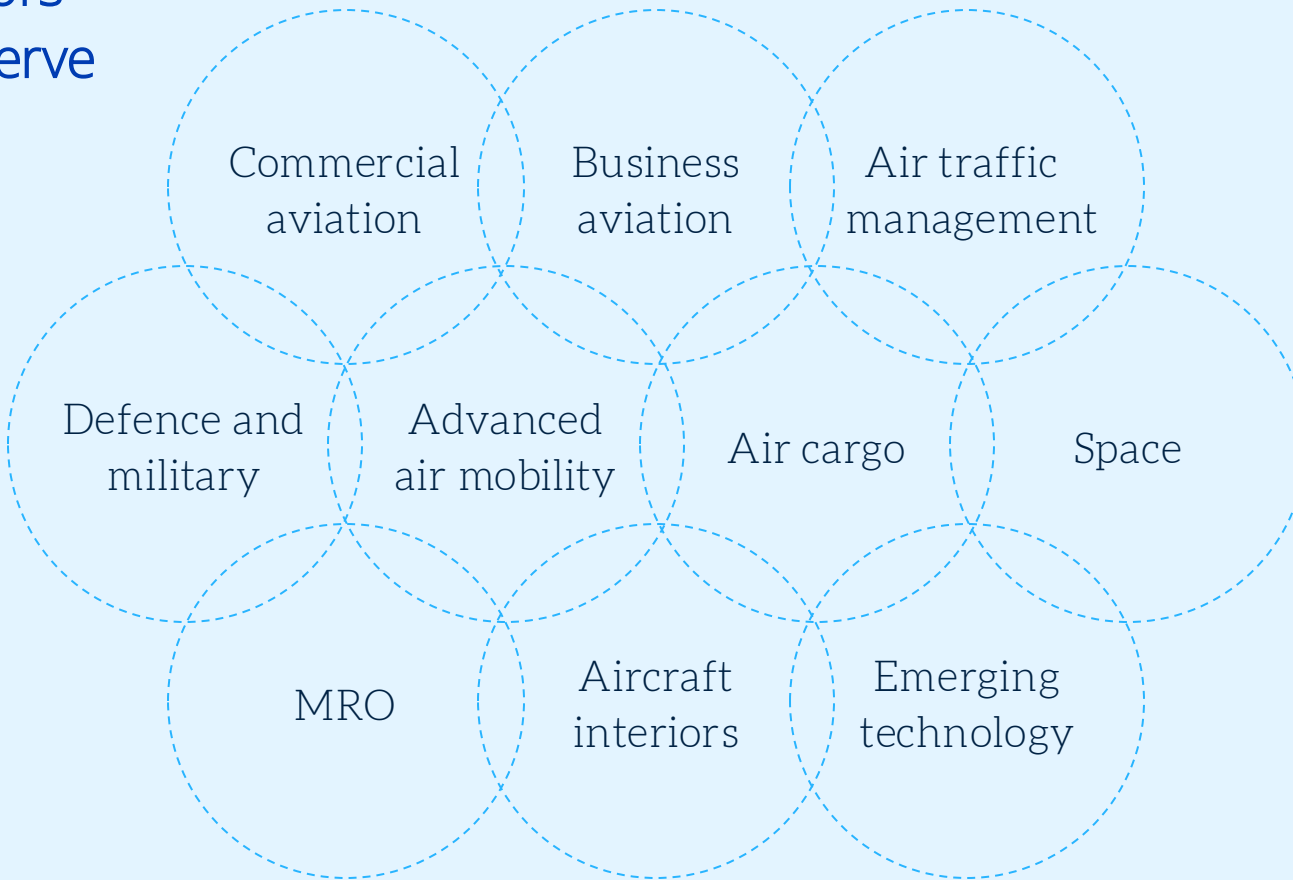 erve
Commercial
aviation
Business
aviation
Air traffic
management
Defence and
military
Advanced
air mobility
Air cargo
Space
MRO
Aircraft
interiors
Emerging
technology